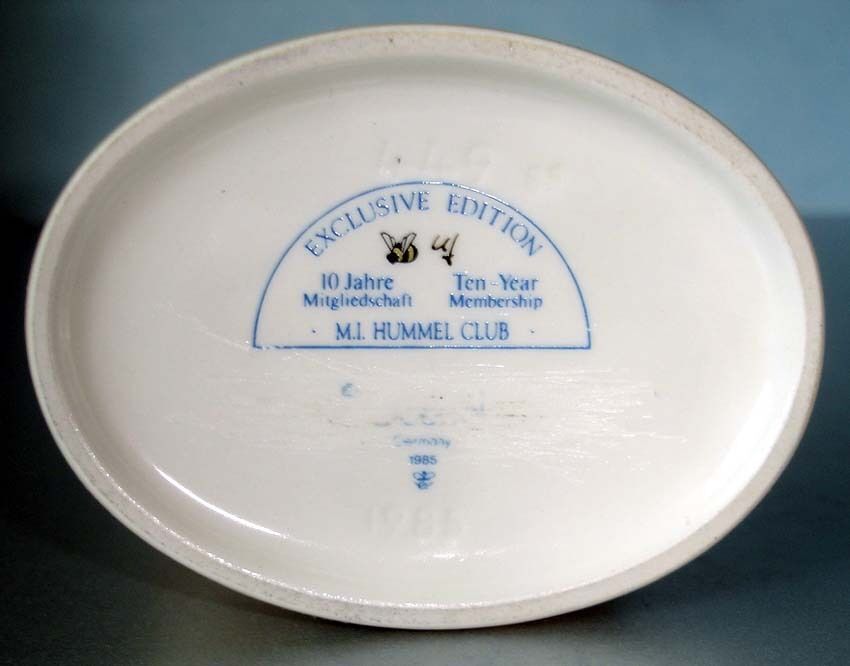 EXCLUSIVE EDITION
10 Jahre Ten-Year
Mitgliedschaft Membership
· M.I. HUMMEL CLUB ·
Germany
1985